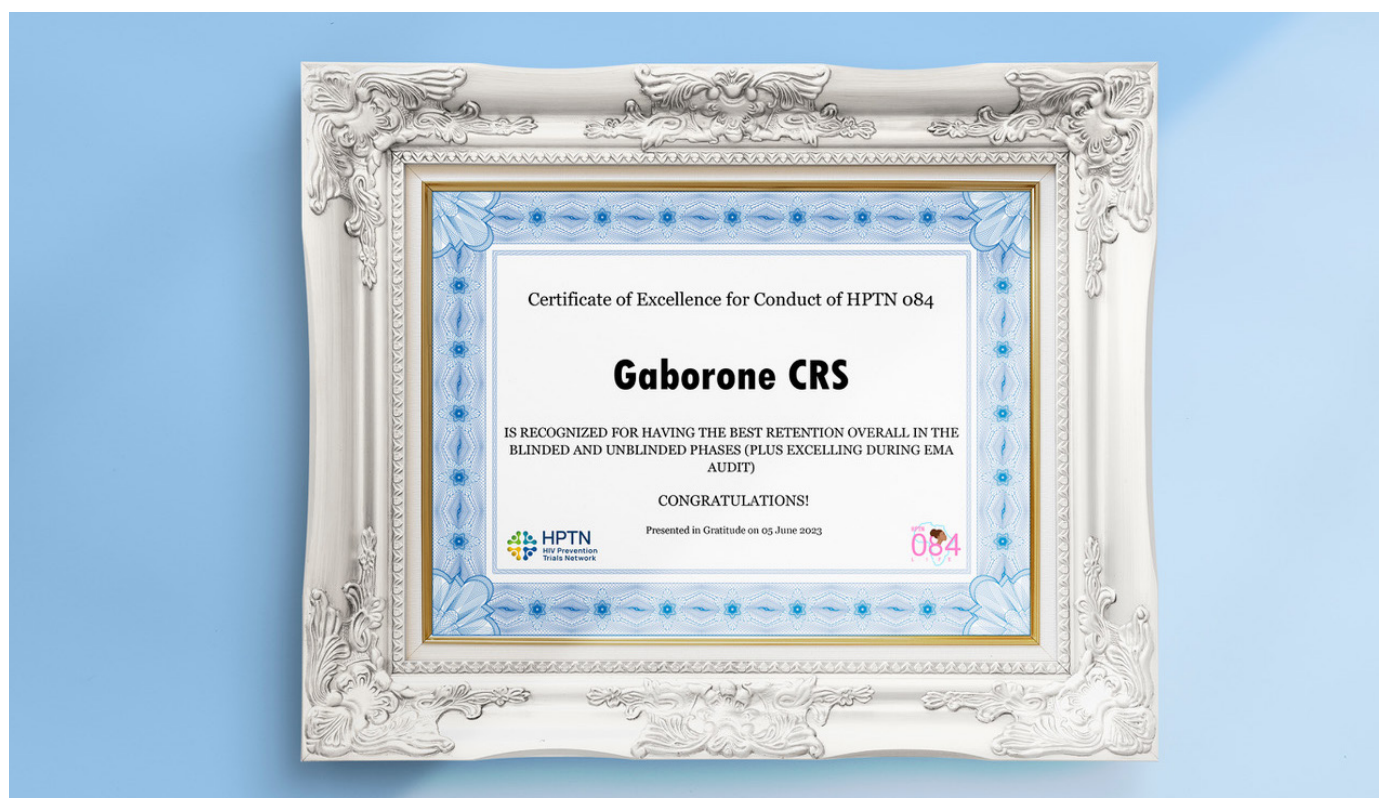 Certificate of Excellence for Conduct of HPTN 084
Gaborone CRS
IS RECOGNIZED FOR HAVING THE BEST RETENTION OVERALL IN THE
BLINDED AND UNBLINDED PHASES (PLUS EXCELLING DURING EMA
AUDIT)
CONGRATULATIONS!
Presented in Gratitude on 05 June 2023
HPTN
HIV Prevention
Trials Network
HPTN
084
L I F E